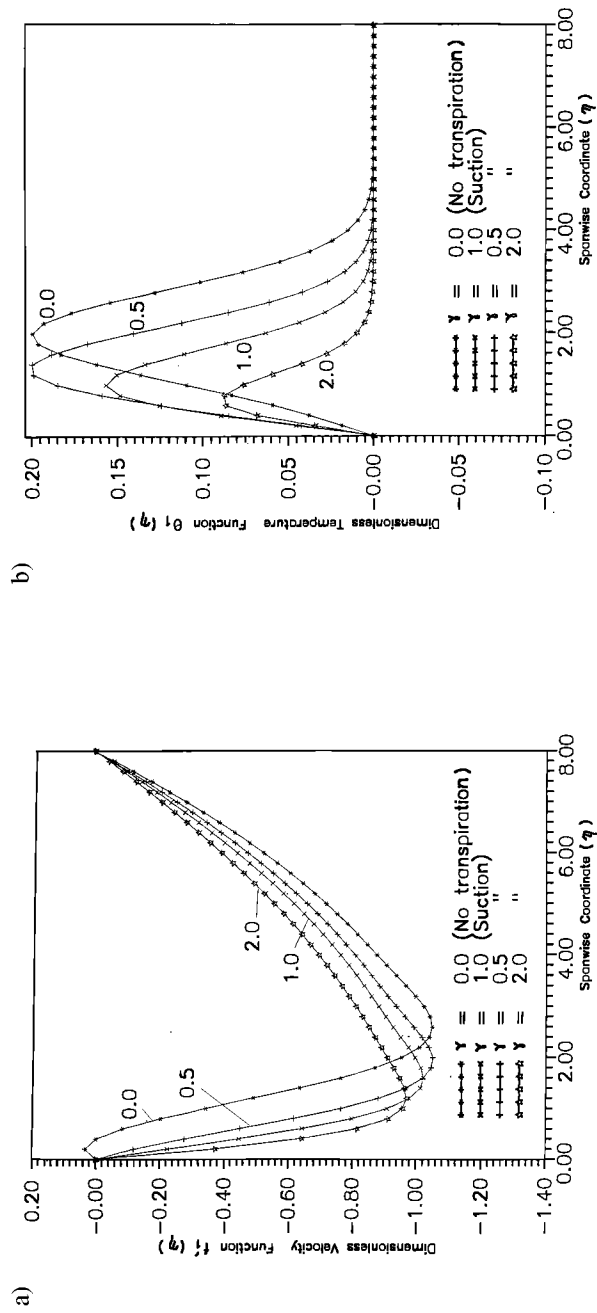 a)
0.20
−0.00
−0.20
−0.40
−0.60
−0.80
−1.00
−1.20
−1.40
Dimensionless Velocity Function f₁′ (η)
0.0
0.5
1.0
2.0
γ = 0.0 (No transpiration)
γ = 1.0 (Suction)
γ = 0.5 "
γ = 2.0 "
0.00 2.00 4.00 6.00 8.00
Spanwise Coordinate (η)
b)
0.20
0.15
0.10
0.05
−0.00
−0.05
−0.10
Dimensionless Temperature Function θ₁ (η)
0.0
0.5
1.0
2.0
γ = 0.0 (No transpiration)
γ = 1.0 (Suction)
γ = 0.5 "
γ = 2.0 "
0.00 2.00 4.00 6.00 8.00
Spanwise Coordinate (η)